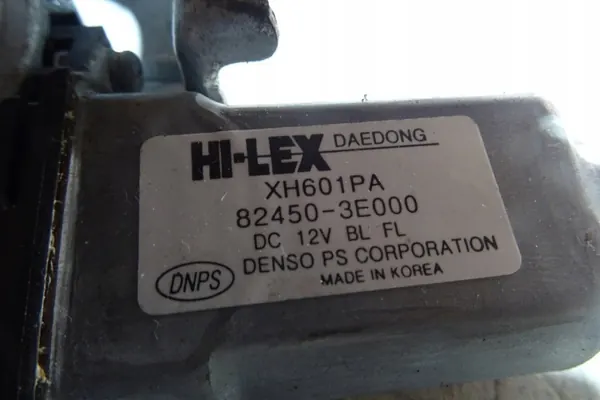 HI-LEX DAEDONG
XH601PA
82450-3E000
DC 12V BL FL
DENSO PS CORPORATION
DNPS MADE IN KOREA